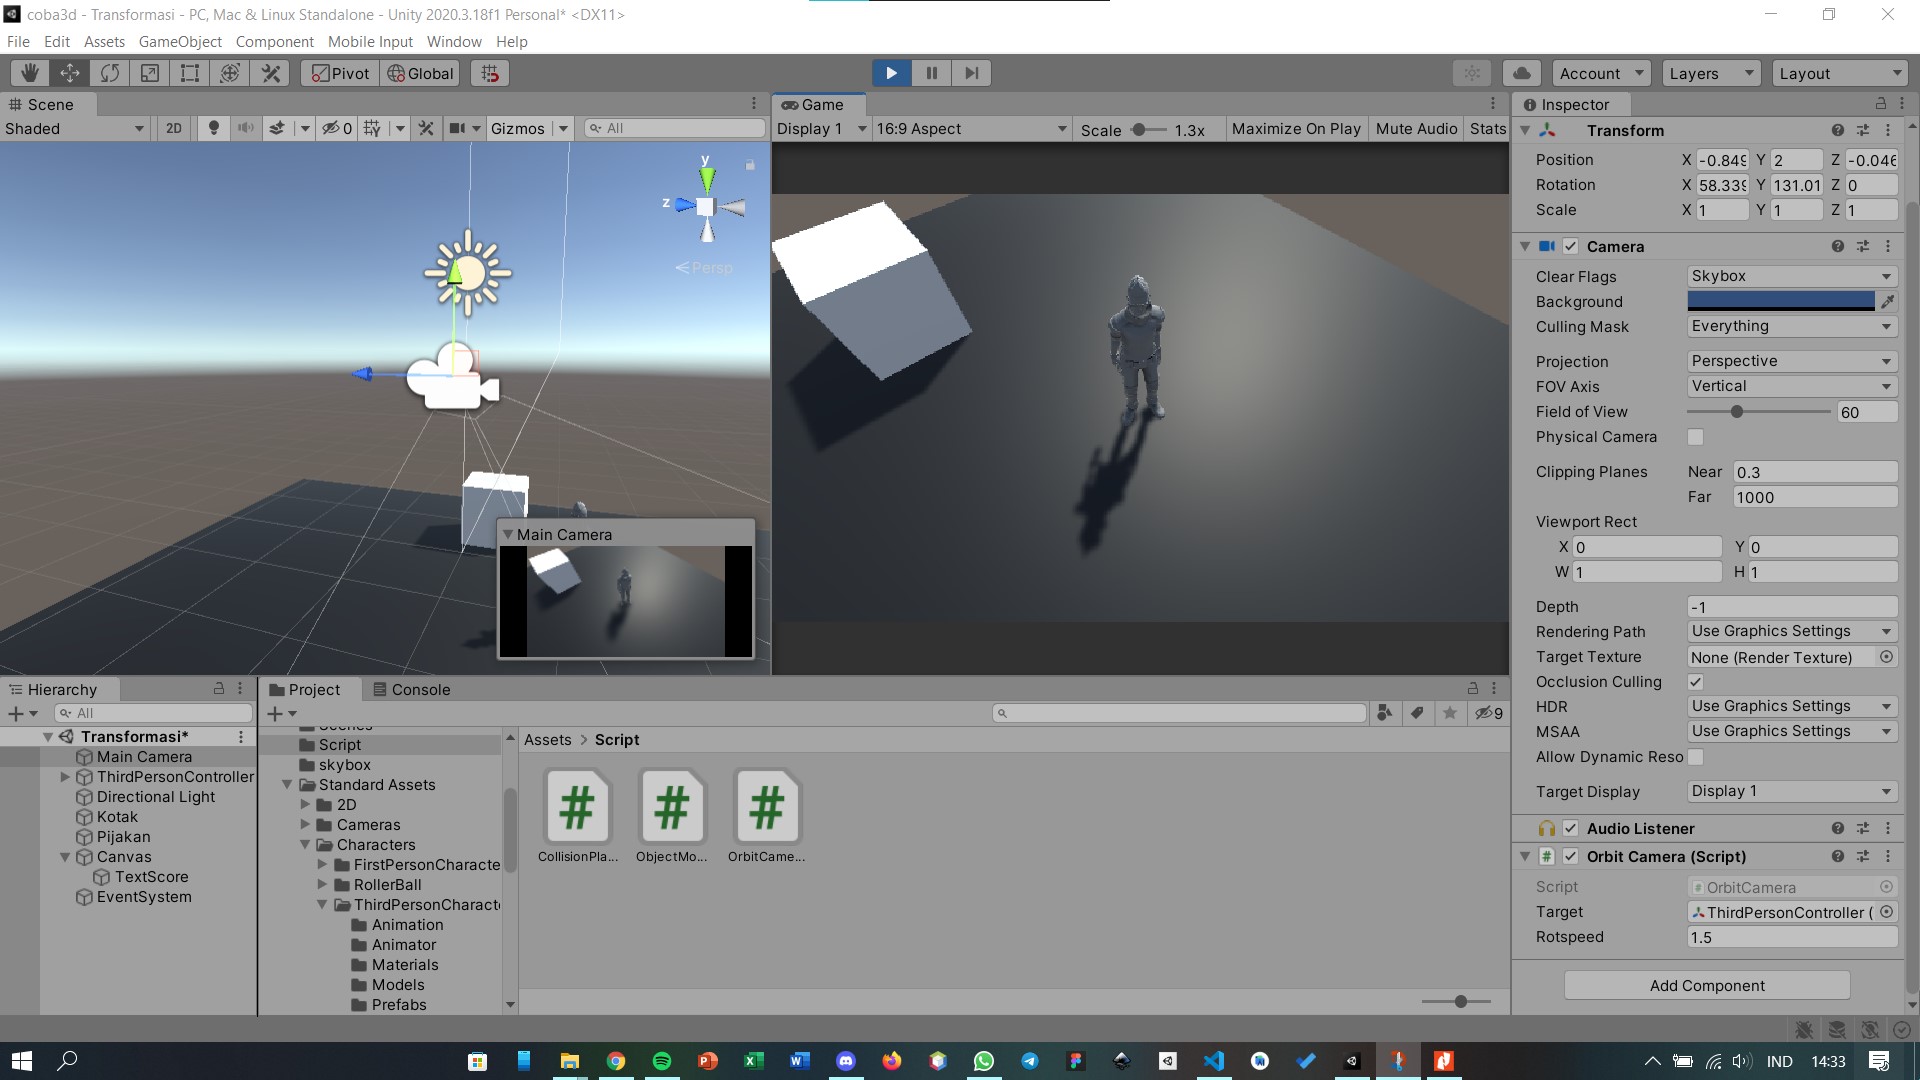 coba3d - Transformasi - PC, Mac & Linux Standalone - Unity 2020.3.18f1 Personal* <DX11>
File Edit Assets GameObject Component Mobile Input Window Help
Pivot Global Account Layers Layout
Scene
Shaded 2D 0 Gizmos All
y
z
Persp
Main Camera
Game
Display 1 16:9 Aspect Scale 1.3x Maximize On Play Mute Audio Stats
Inspector
Transform
Position X -0.849 Y 2 Z -0.046
Rotation X 58.339 Y 131.01 Z 0
Scale X 1 Y 1 Z 1
Camera
Clear Flags Skybox
Background
Culling Mask Everything
Projection Perspective
FOV Axis Vertical
Field of View 60
Physical Camera
Clipping Planes Near 0.3
Far 1000
Viewport Rect
X 0 Y 0
W 1 H 1
Depth -1
Rendering Path Use Graphics Settings
Target Texture None (Render Texture)
Occlusion Culling
HDR Use Graphics Settings
MSAA Use Graphics Settings
Allow Dynamic Reso
Target Display Display 1
Audio Listener
Orbit Camera (Script)
Script OrbitCamera
Target ThirdPersonController (
Rotspeed 1.5
Add Component
Hierarchy
All
Transformasi*
Main Camera
ThirdPersonController
Directional Light
Kotak
Pijakan
Canvas
TextScore
EventSystem
Project Console
9
Script
skybox
Standard Assets
2D
Cameras
Characters
FirstPersonCharacte
RollerBall
ThirdPersonCharact
Animation
Animator
Materials
Models
Prefabs
Assets > Script
CollisionPla... ObjectMo... OrbitCame...
IND 14:33